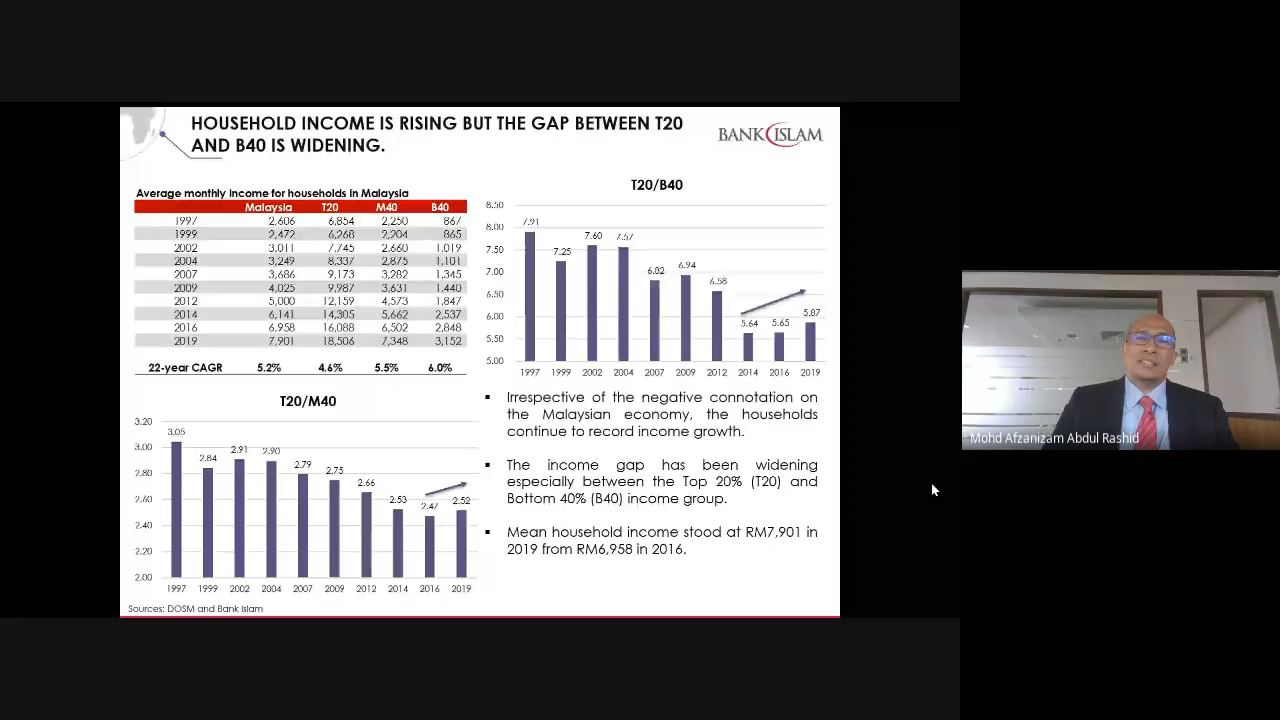 HOUSEHOLD INCOME IS RISING BUT THE GAP BETWEEN T20
AND B40 IS WIDENING.
BANK ISLAM
Average monthly income for households in Malaysia
Malaysia T20 M40 B40
1997 2,606 6,854 2,250 867
1999 2,472 6,268 2,204 865
2002 3,011 7,745 2,660 1,019
2004 3,249 8,337 2,875 1,101
2007 3,686 9,173 3,282 1,345
2009 4,025 9,987 3,631 1,440
2012 5,000 12,159 4,573 1,847
2014 6,141 14,305 5,662 2,537
2016 6,958 16,088 6,502 2,848
2019 7,901 18,506 7,348 3,152
22-year CAGR 5.2% 4.6% 5.5% 6.0%
T20/B40
8.50
8.00
7.50
7.00
6.50
6.00
5.50
5.00
7.91 7.25 7.60 7.57 6.82 6.94 6.58 5.64 5.65 5.87
1997 1999 2002 2004 2007 2009 2012 2014 2016 2019
T20/M40
3.20
3.00
2.80
2.60
2.40
2.20
2.00
3.05 2.84 2.91 2.90 2.79 2.75 2.66 2.53 2.47 2.52
1997 1999 2002 2004 2007 2009 2012 2014 2016 2019
Sources: DOSM and Bank Islam
▪ Irrespective of the negative connotation on
the Malaysian economy, the households
continue to record income growth.
▪ The income gap has been widening
especially between the Top 20% (T20) and
Bottom 40% (B40) income group.
▪ Mean household income stood at RM7,901 in
2019 from RM6,958 in 2016.
Mohd Afzanizam Abdul Rashid